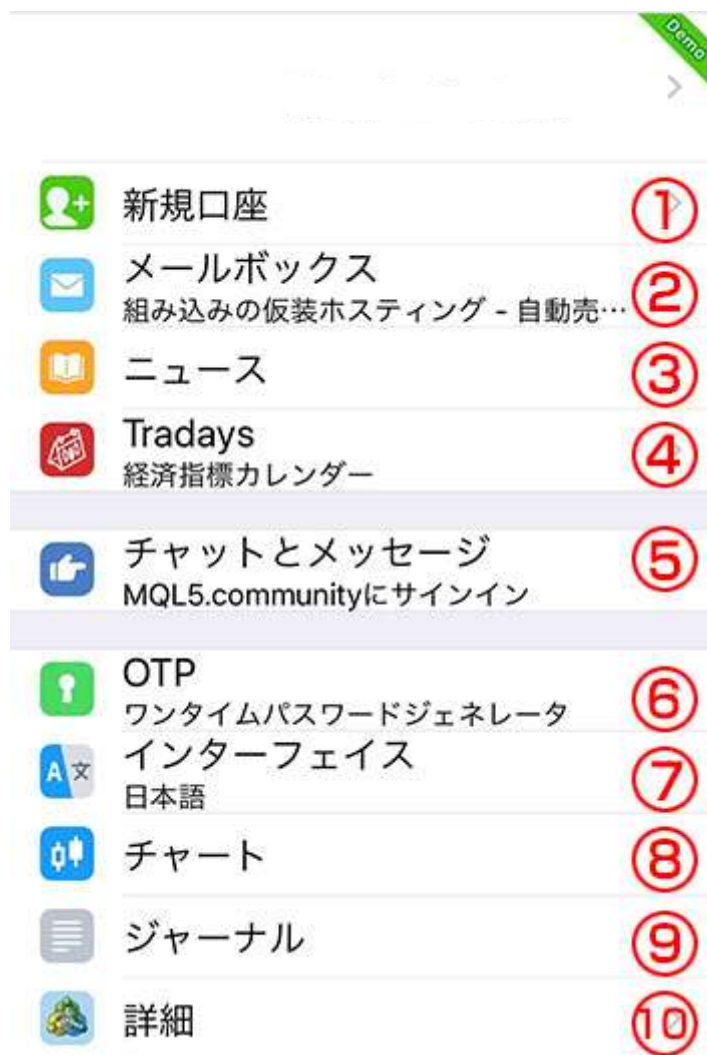 Demo
新規口座
①
メールボックス
組み込みの仮装ホスティング - 自動売…
②
ニュース
③
Tradays
経済指標カレンダー
④
チャットとメッセージ
MQL5.communityにサインイン
⑤
OTP
ワンタイムパスワードジェネレータ
⑥
A 文
インターフェイス
日本語
⑦
チャート
⑧
ジャーナル
⑨
詳細
⑩